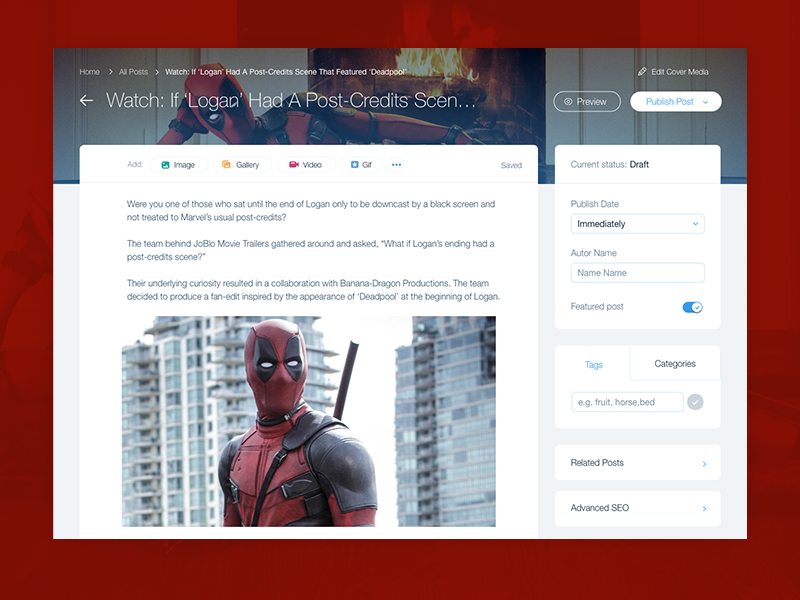 Home > All Posts > Watch: If ‘Logan’ Had A Post-Credits Scene That Featured ‘Deadpool’
Edit Cover Media
Watch: If ‘Logan’ Had A Post-Credits Scen...
Preview
Publish Post
Add: Image Gallery Video Gif ••• Saved
Were you one of those who sat until the end of Logan only to be downcast by a black screen and
not treated to Marvel’s usual post-credits?
The team behind JoBlo Movie Trailers gathered around and asked, “What if Logan’s ending had a
post-credits scene?”
Their underlying curiosity resulted in a collaboration with Banana-Dragon Productions. The team
decided to produce a fan-edit inspired by the appearance of ‘Deadpool’ at the beginning of Logan.
Current status: Draft
Publish Date
Immediately
Autor Name
Name Name
Featured post
Tags Categories
e.g. fruit, horse,bed
Related Posts
Advanced SEO